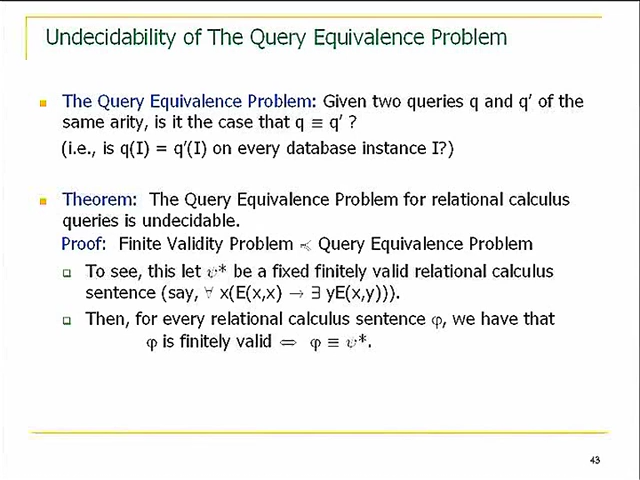 Undecidability of The Query Equivalence Problem
The Query Equivalence Problem: Given two queries q and q’ of the
same arity, is it the case that q ≡ q’ ?
(i.e., is q(I) = q’(I) on every database instance I?)
Theorem: The Query Equivalence Problem for relational calculus
queries is undecidable.
Proof: Finite Validity Problem ≼ Query Equivalence Problem
To see, this let ψ* be a fixed finitely valid relational calculus
sentence (say, ∀ x(E(x,x) → ∃ yE(x,y))).
Then, for every relational calculus sentence φ, we have that
φ is finitely valid ⇔ φ ≡ ψ*.
43